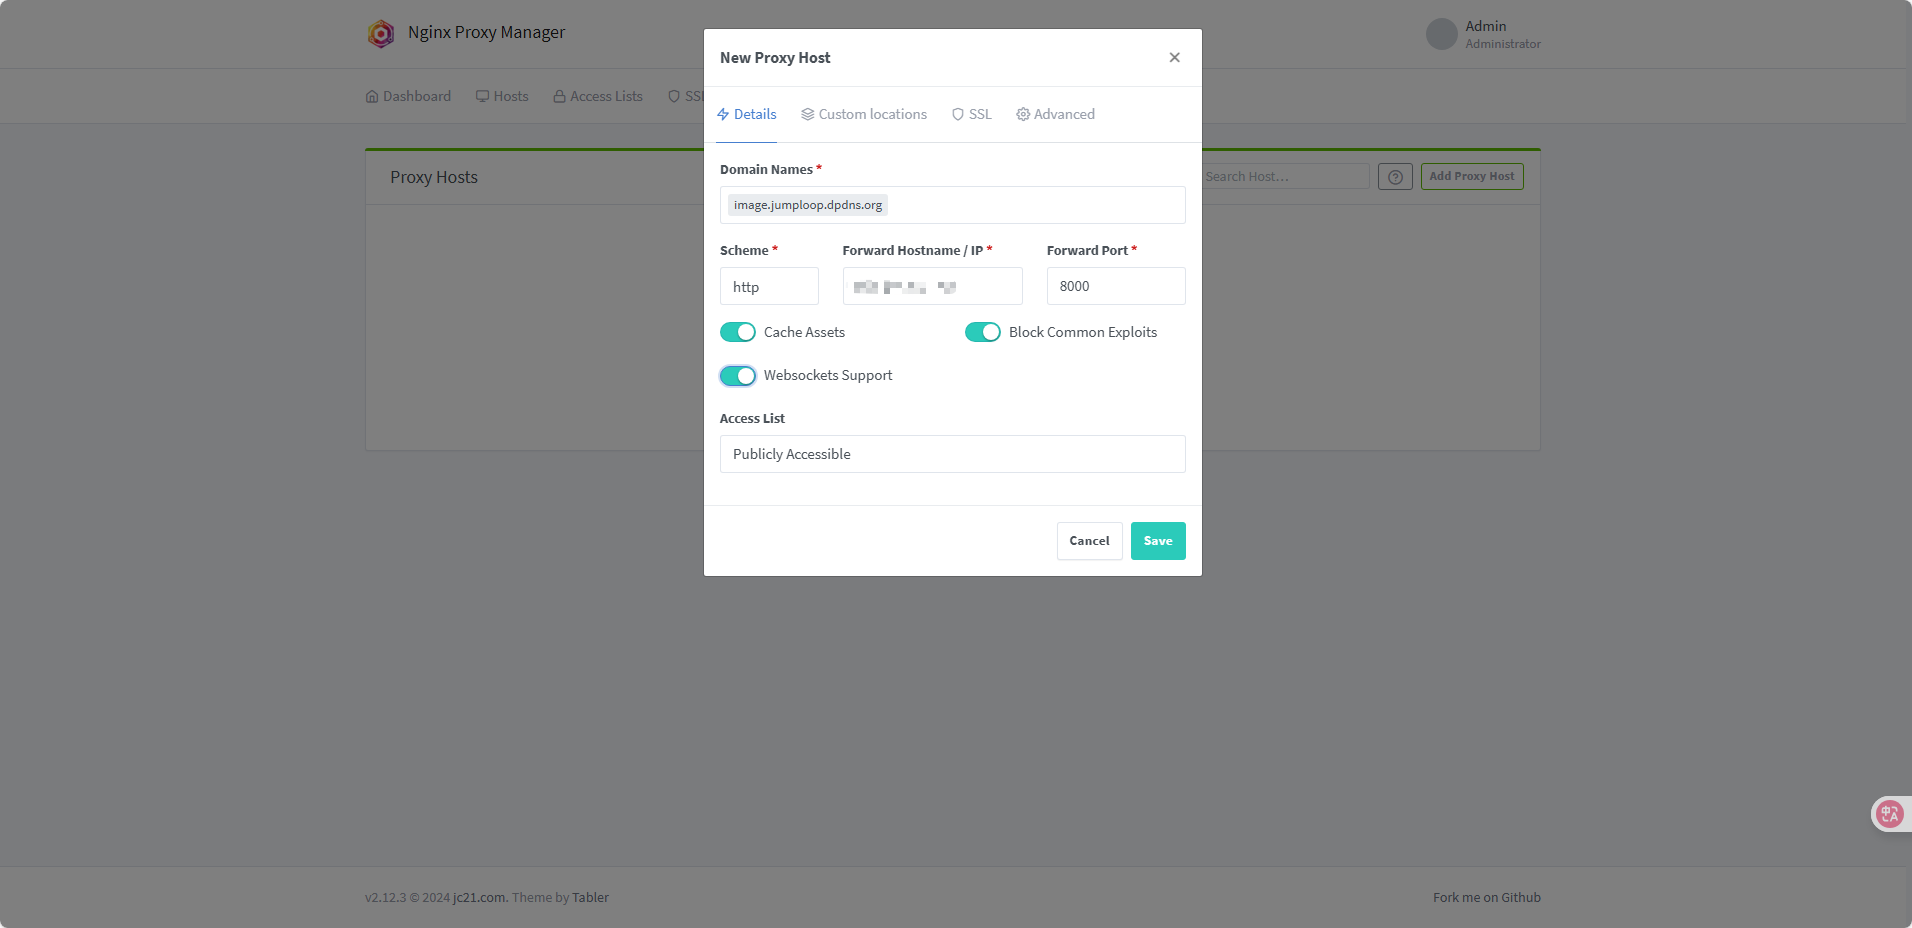 Nginx Proxy Manager
Admin
Administrator
Dashboard Hosts Access Lists SSL
Proxy Hosts
Search Host…
Add Proxy Host
New Proxy Host
Details Custom locations SSL Advanced
Domain Names *
image.jumploop.dpdns.org
Scheme * Forward Hostname / IP * Forward Port *
http 8000
Cache Assets Block Common Exploits
Websockets Support
Access List
Publicly Accessible
Cancel Save
v2.12.3 © 2024 jc21.com. Theme by Tabler
Fork me on Github